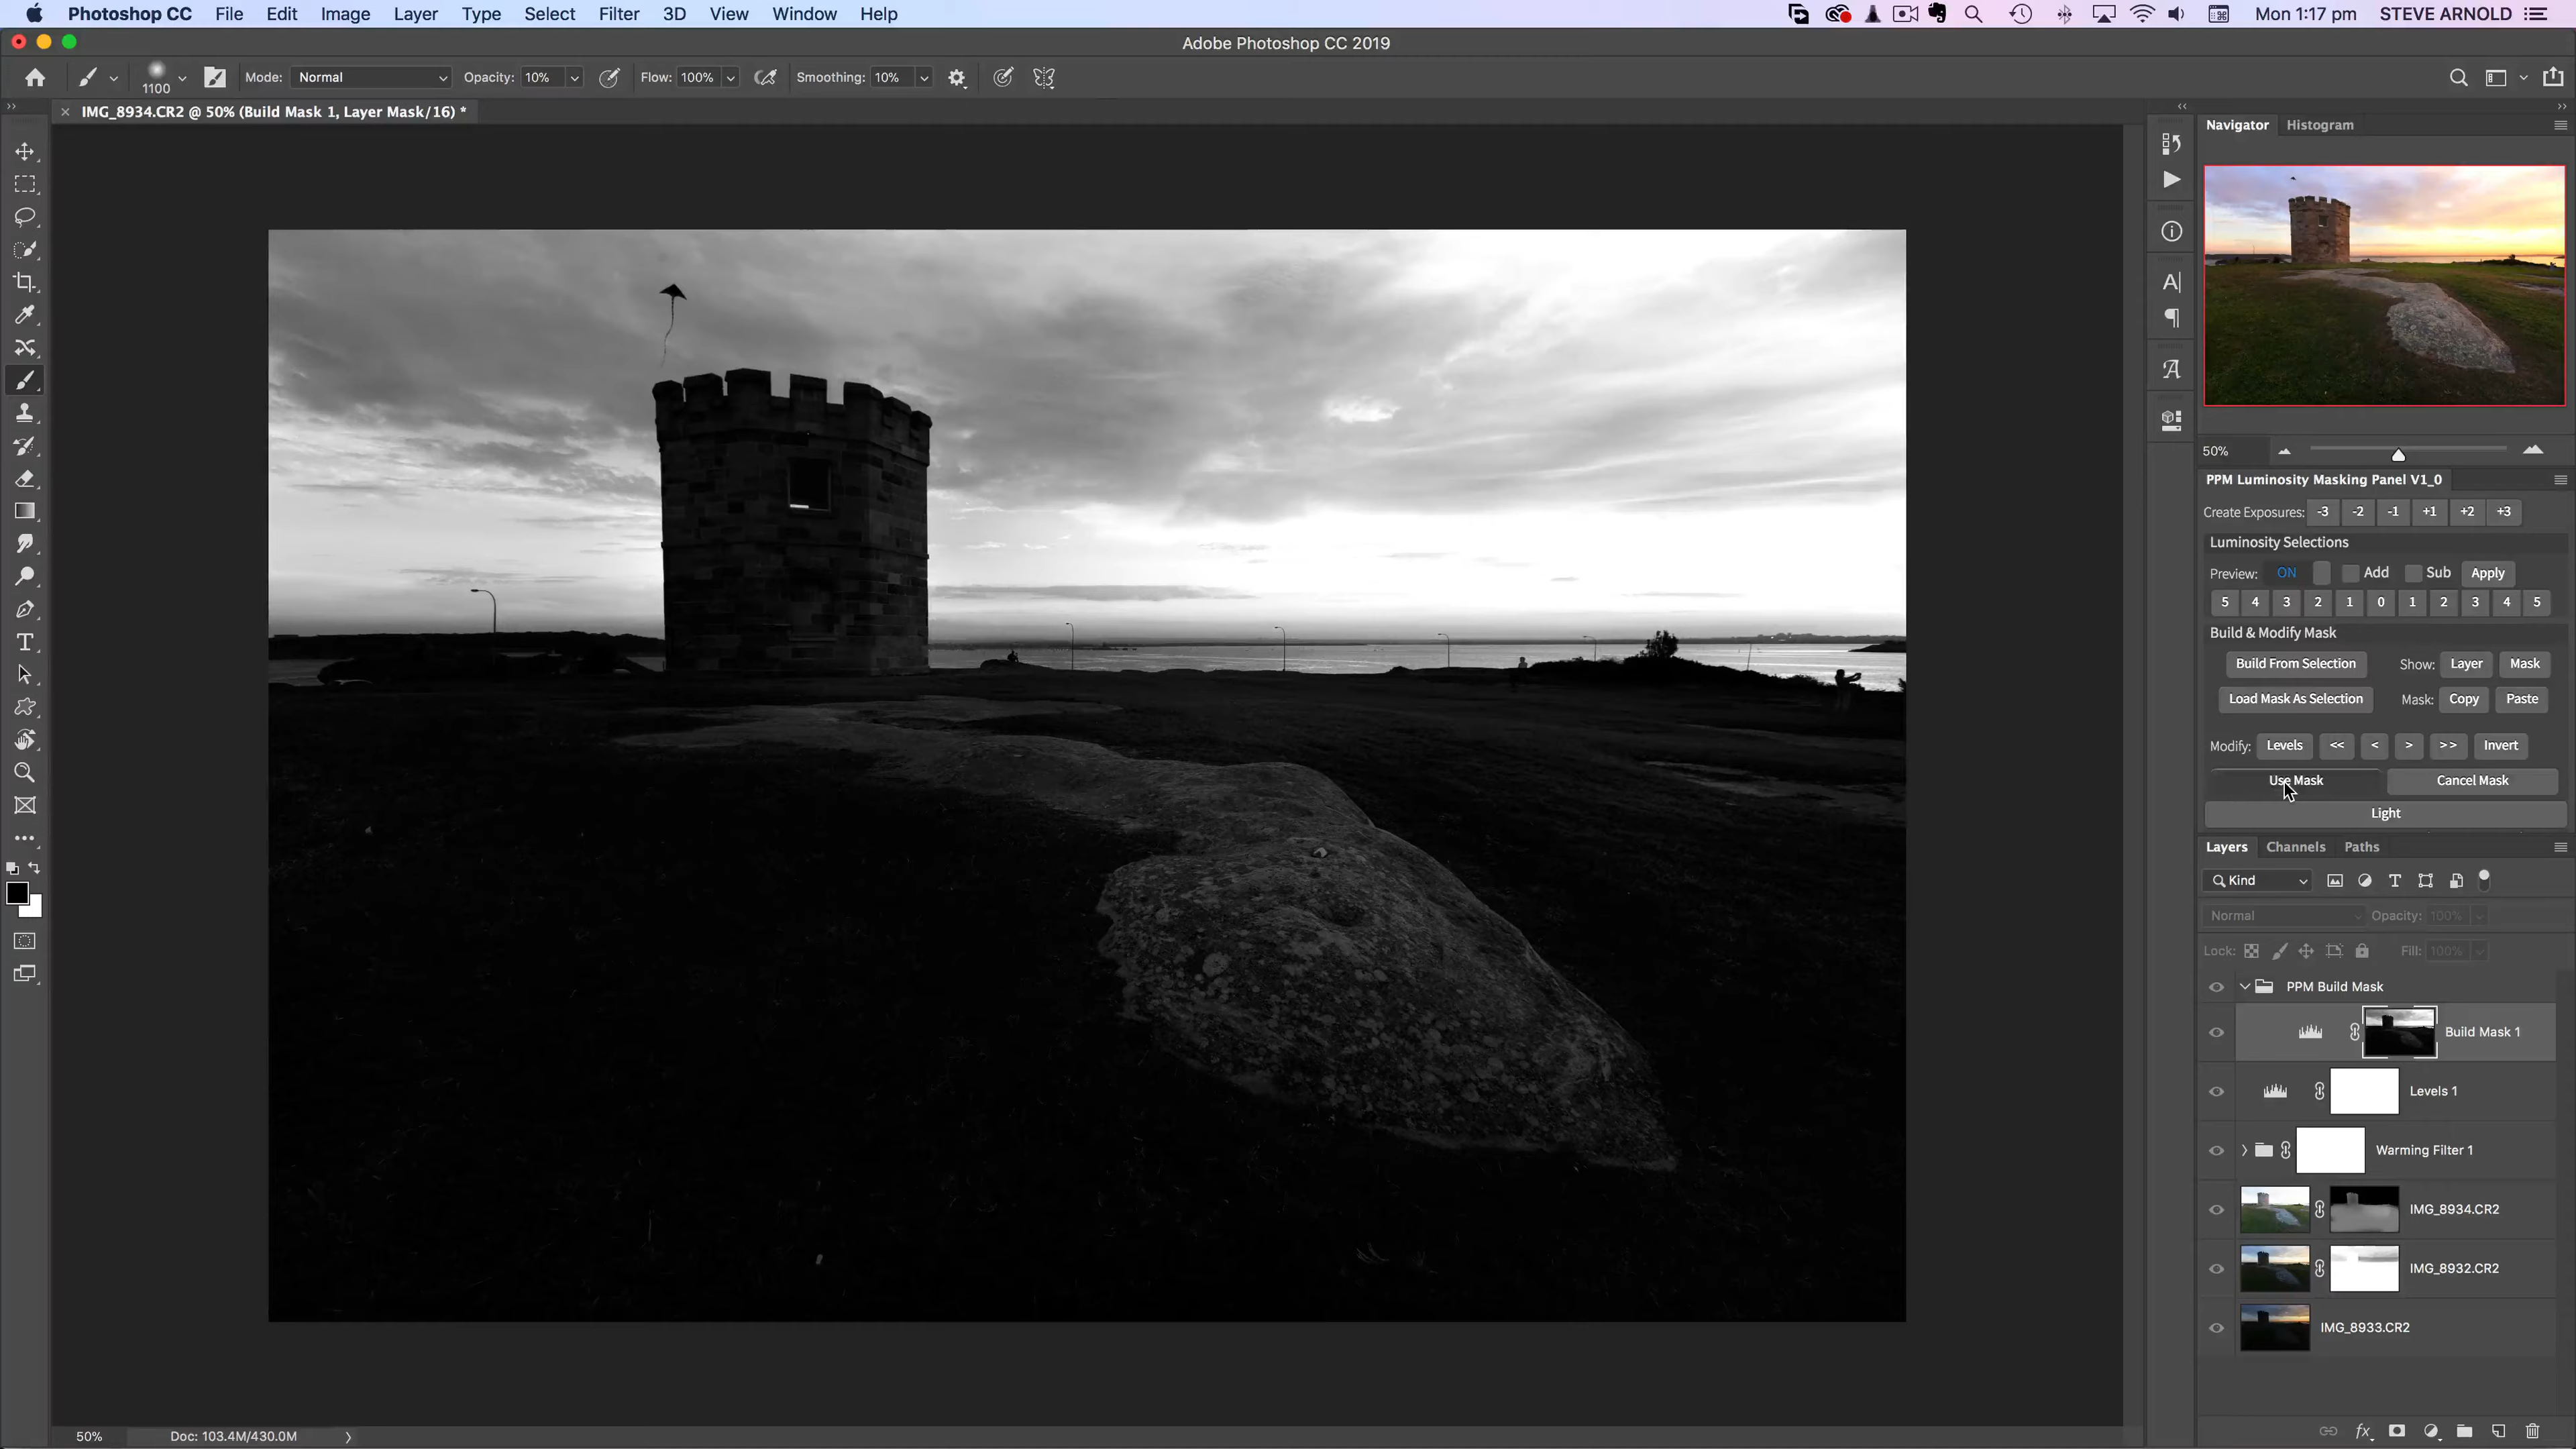 Photoshop CC File Edit Image Layer Type Select Filter 3D View Window Help Mon 1:17 pm STEVE ARNOLD
Adobe Photoshop CC 2019
1100 Mode: Normal Opacity: 10% Flow: 100% Smoothing: 10%
IMG_8934.CR2 @ 50% (Build Mask 1, Layer Mask/16) *
Navigator Histogram
50%
PPM Luminosity Masking Panel V1_0
Create Exposures: -3 -2 -1 +1 +2 +3
Luminosity Selections
Preview: ON Add Sub Apply
5 4 3 2 1 0 1 2 3 4 5
Build & Modify Mask
Build From Selection Show: Layer Mask
Load Mask As Selection Mask: Copy Paste
Modify: Levels << < > >> Invert
Use Mask Cancel Mask
Light
Layers Channels Paths
Kind
Normal Opacity: 100%
Lock: Fill: 100%
PPM Build Mask
Build Mask 1
Levels 1
Warming Filter 1
IMG_8934.CR2
IMG_8932.CR2
IMG_8933.CR2
50% Doc: 103.4M/430.0M